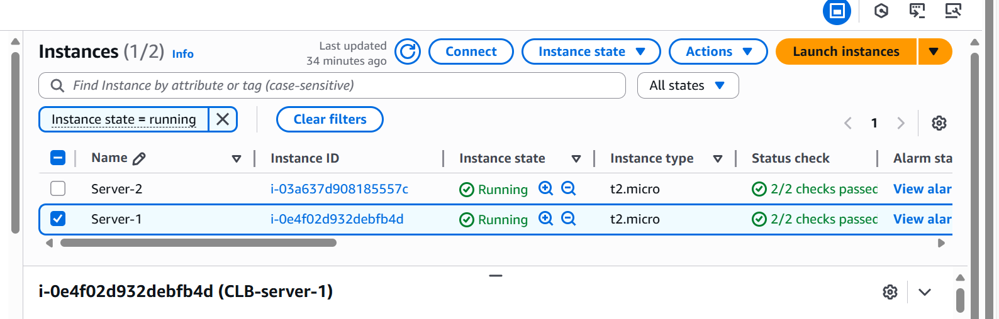 Instances (1/2) Info
Last updated
34 minutes ago
Connect
Instance state
Actions
Launch instances
Find Instance by attribute or tag (case-sensitive)
All states
Instance state = running
Clear filters
1
Name Instance ID Instance state Instance type Status check Alarm sta
Server-2 i-03a637d908185557c Running t2.micro 2/2 checks passed View alar
Server-1 i-0e4f02d932debfb4d Running t2.micro 2/2 checks passed View alar
i-0e4f02d932debfb4d (CLB-server-1)